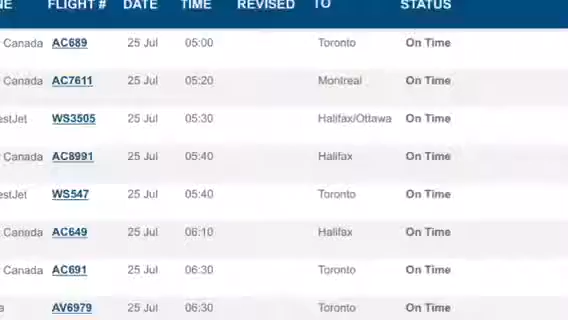 NE FLIGHT # DATE TIME REVISED TO STATUS
Canada AC689 25 Jul 05:00 Toronto On Time
Canada AC7611 25 Jul 05:20 Montreal On Time
estJet WS3505 25 Jul 05:30 Halifax/Ottawa On Time
Canada AC8991 25 Jul 05:40 Halifax On Time
estJet WS547 25 Jul 05:40 Toronto On Time
Canada AC649 25 Jul 06:10 Halifax On Time
Canada AC691 25 Jul 06:30 Toronto On Time
a AV6979 25 Jul 06:30 Toronto On Time